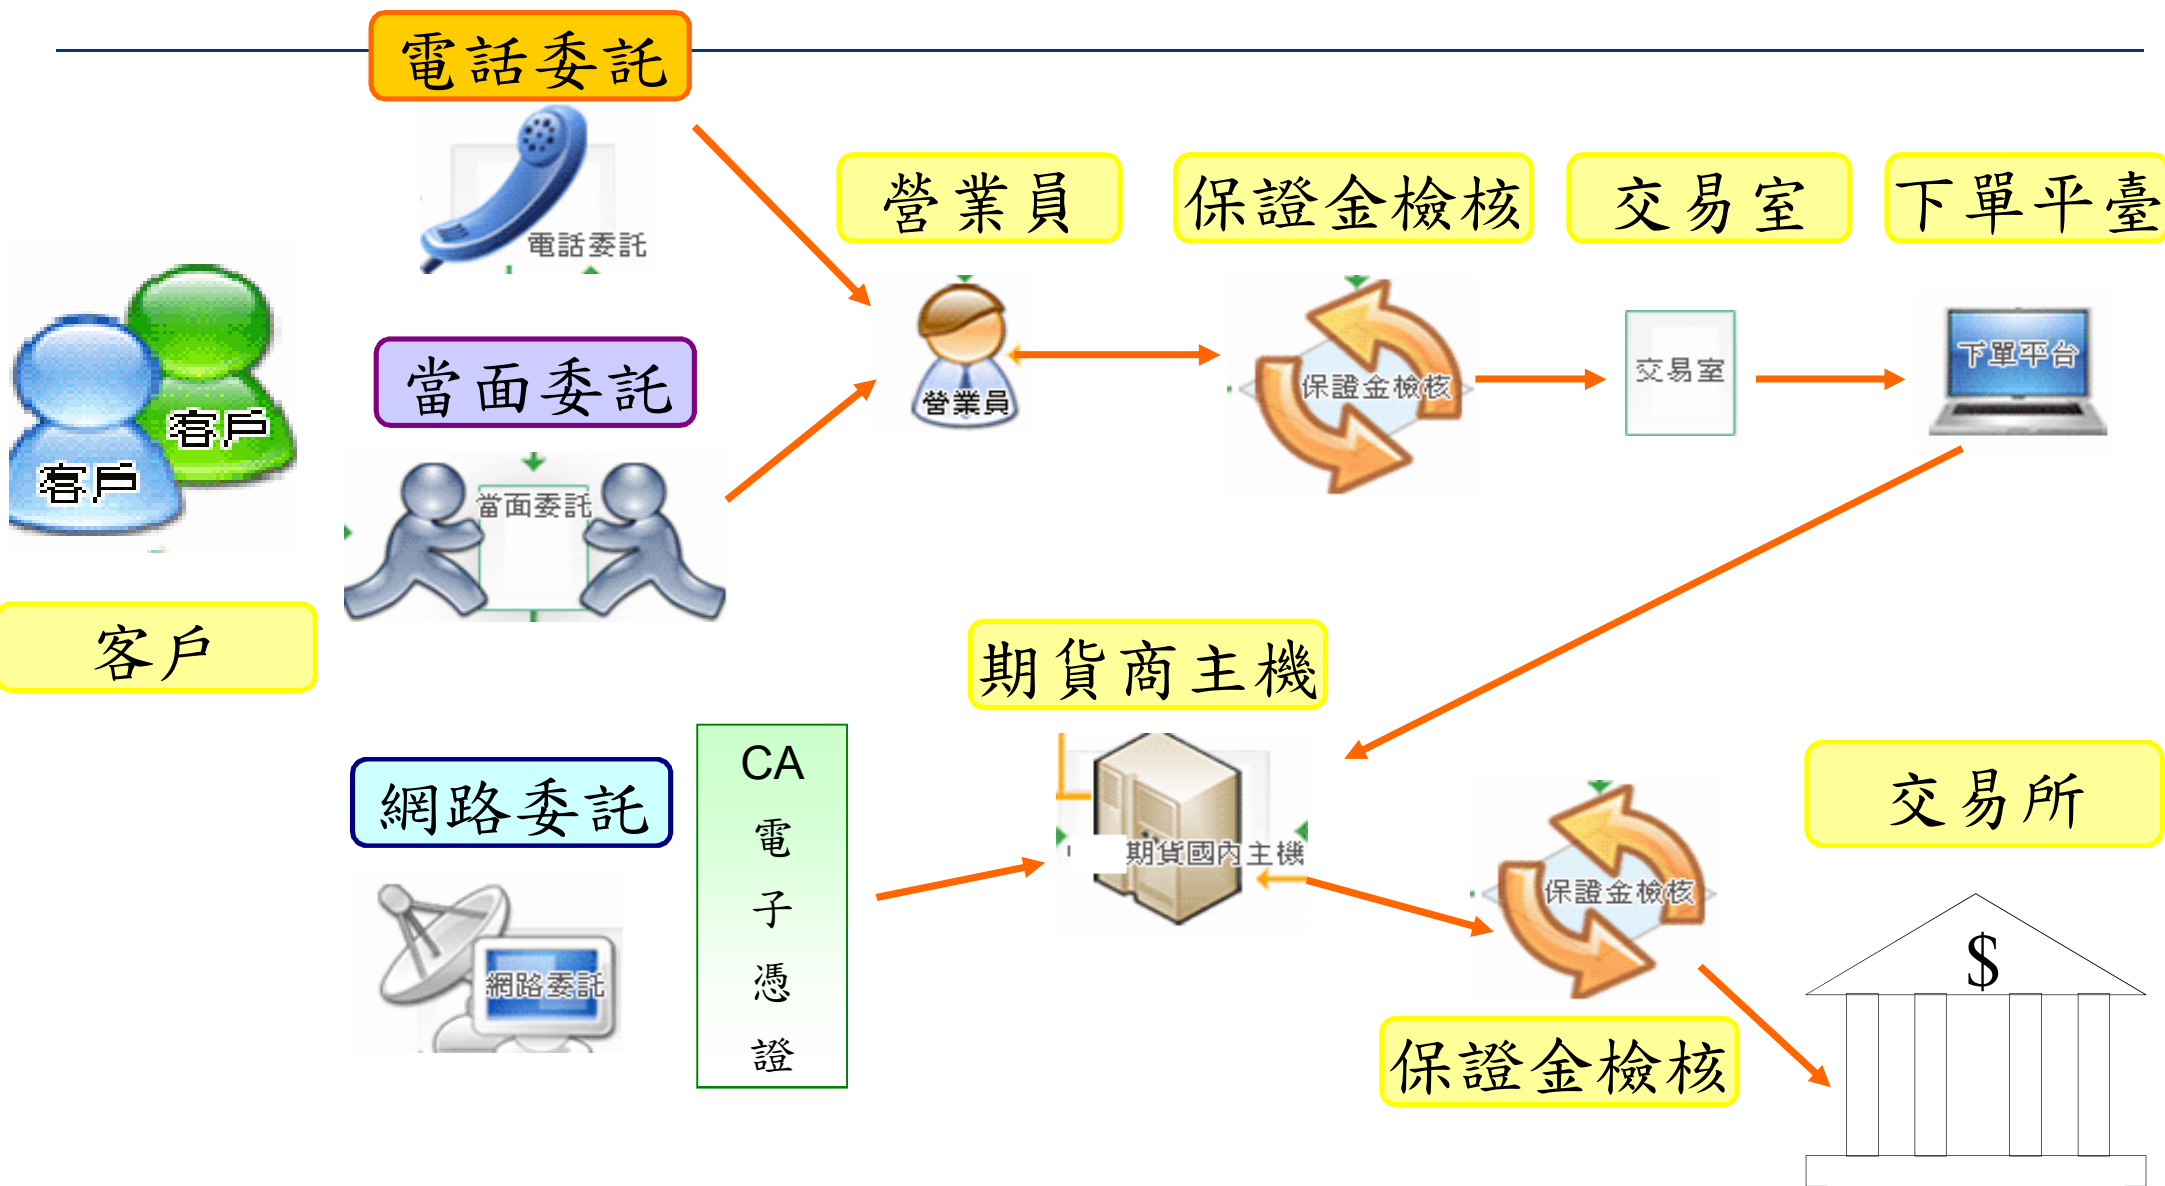 電話委託
電話委託
營業員
保證金檢核
交易室
下單平臺
營業員
保證金檢核
交易室
下單平台
當面委託
當面委託
客戶
客戶
客戶
期貨商主機
期貨國內主機
網路委託
網路委託
CA
電
子
憑
證
保證金檢核
保證金檢核
交易所
$